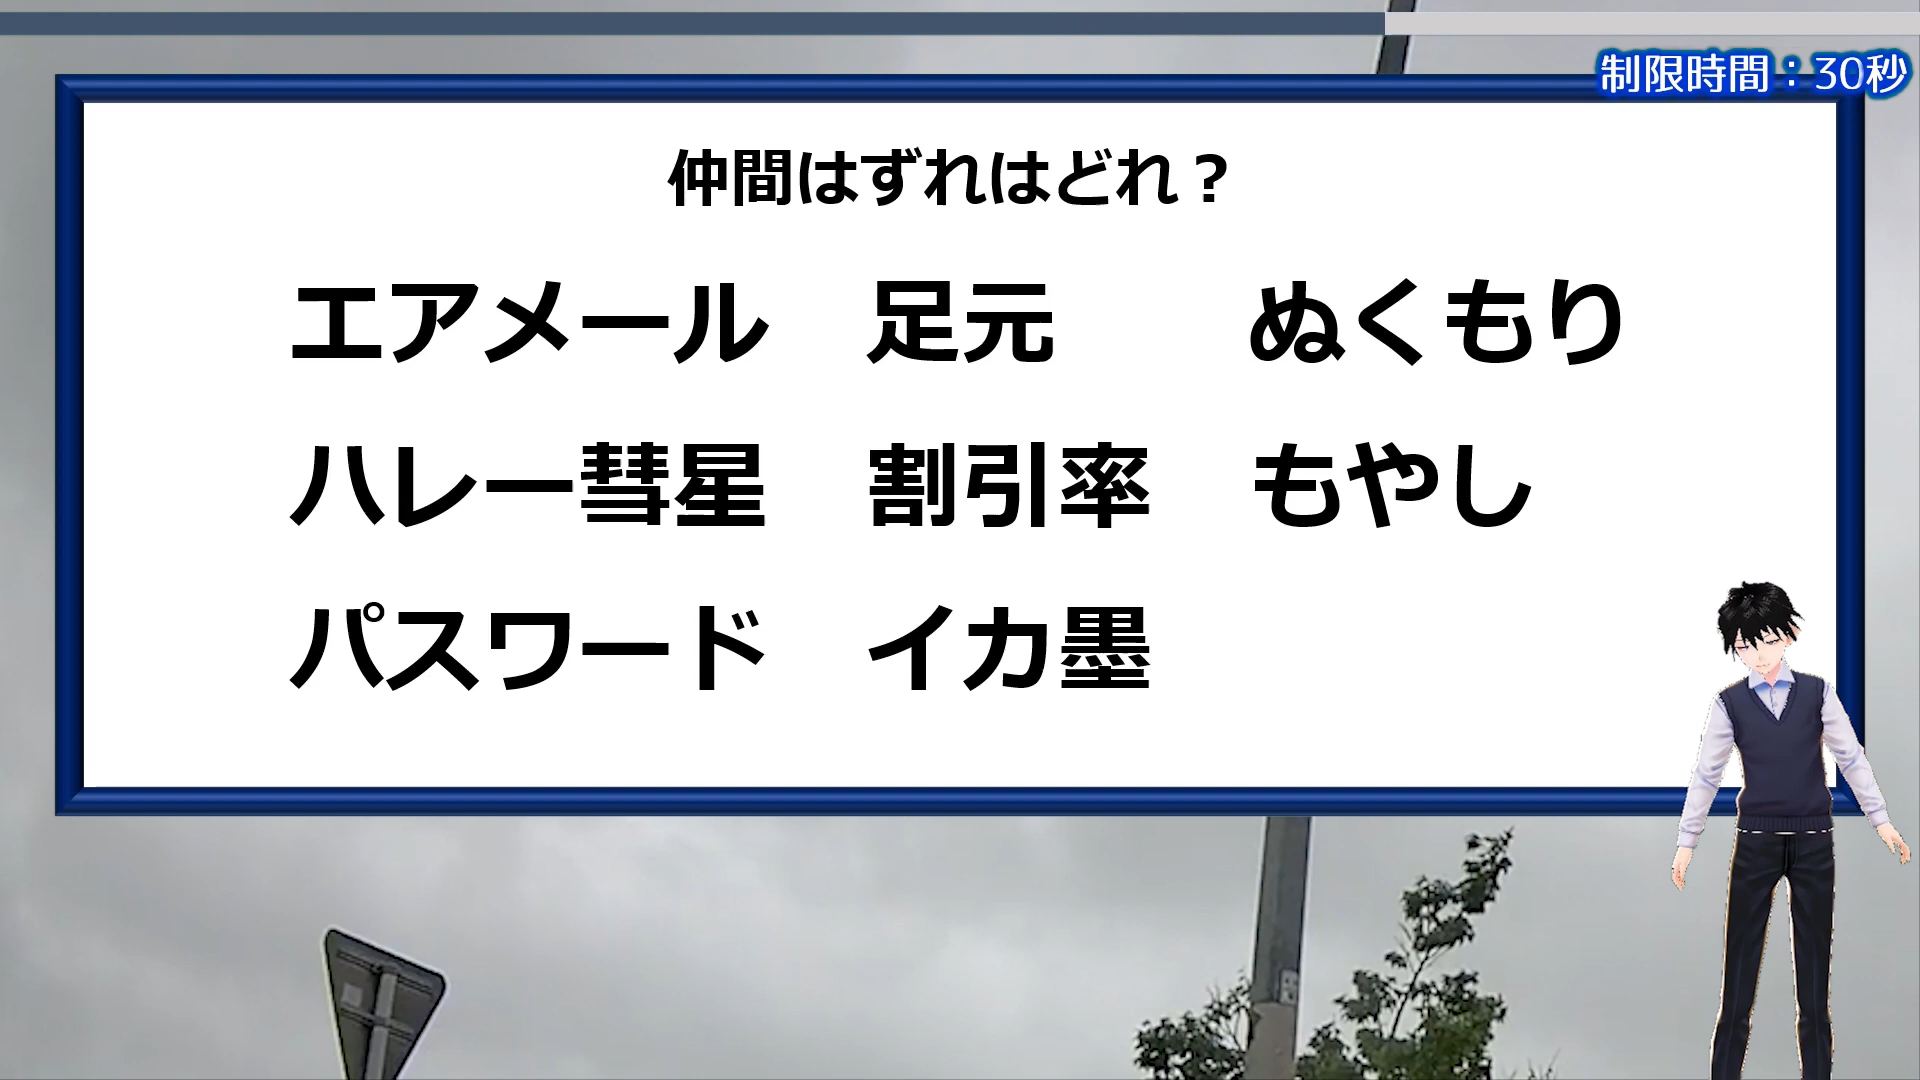 制限時間：30秒
仲間はずれはどれ？
エアメール　足元　ぬくもり
ハレー彗星　割引率　もやし
パスワード　イカ墨